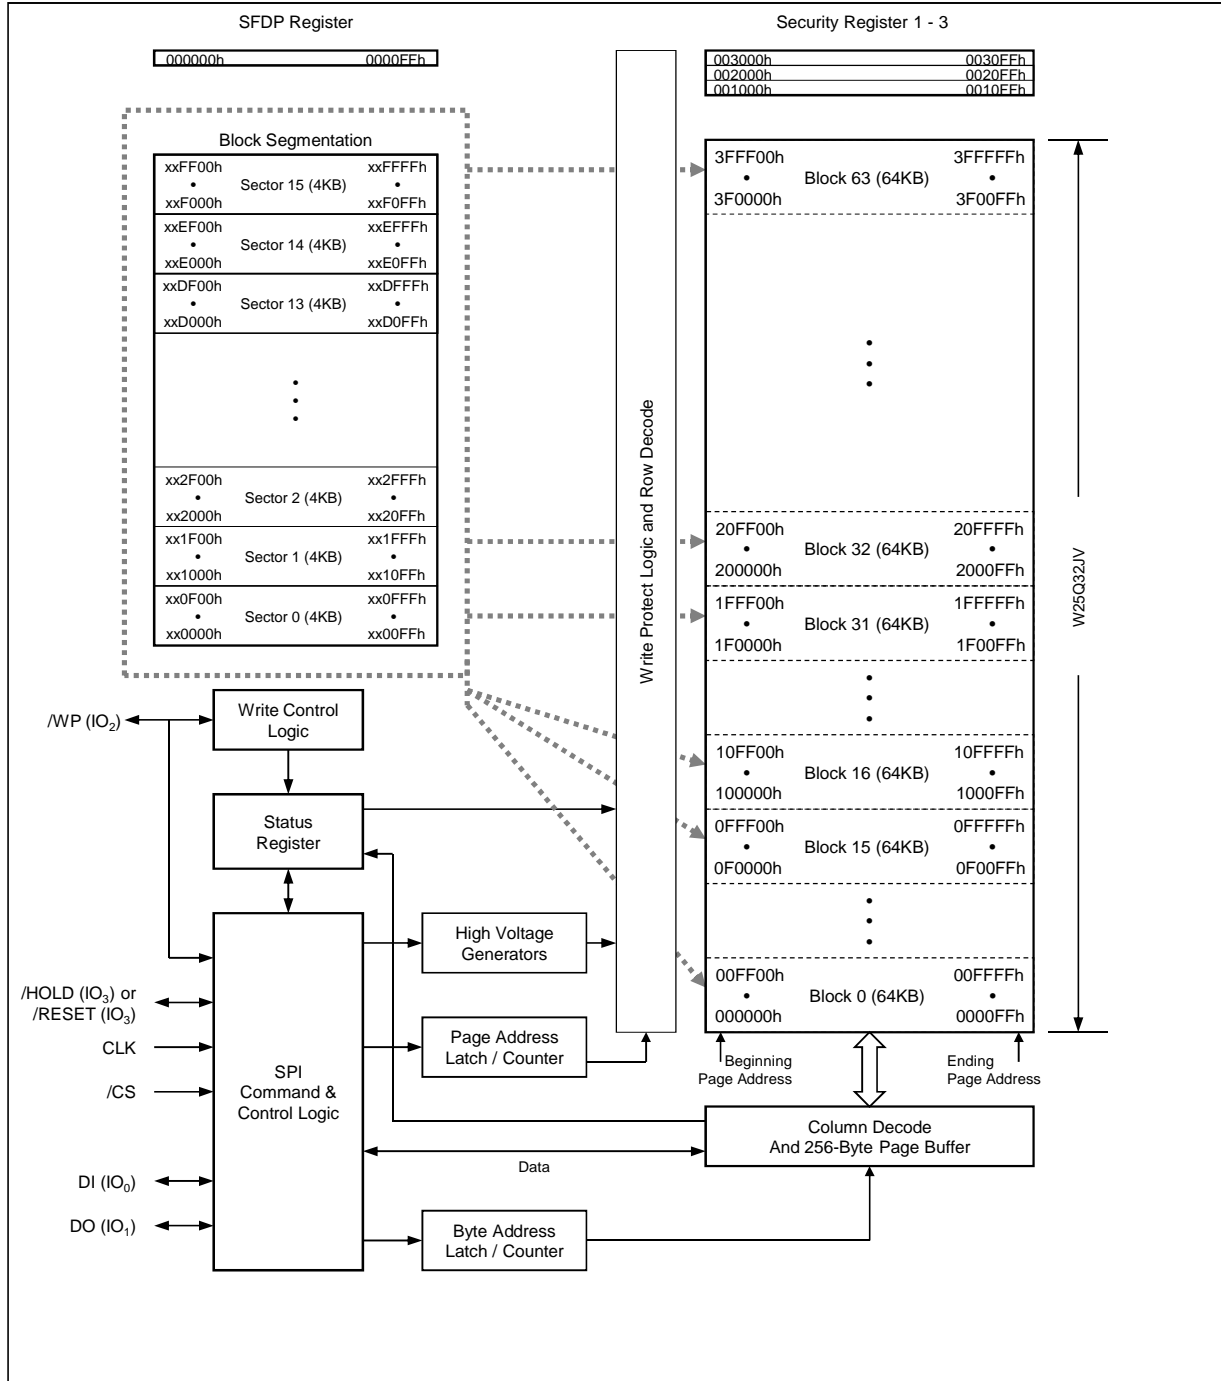 SFDP Register
000000h 0000FFh
Security Register 1 - 3
003000h 0030FFh
002000h 0020FFh
001000h 0010FFh
Block Segmentation
xxFF00h xxFFFFh
• Sector 15 (4KB) •
xxF000h xxF0FFh
xxEF00h xxEFFFh
• Sector 14 (4KB) •
xxE000h xxE0FFh
xxDF00h xxDFFFh
• Sector 13 (4KB) •
xxD000h xxD0FFh
xx2F00h xx2FFFh
• Sector 2 (4KB) •
xx2000h xx20FFh
xx1F00h xx1FFFh
• Sector 1 (4KB) •
xx1000h xx10FFh
xx0F00h xx0FFFh
• Sector 0 (4KB) •
xx0000h xx00FFh
Write Protect Logic and Row Decode
3FFF00h 3FFFFFh
• Block 63 (64KB) •
3F0000h 3F00FFh
20FF00h 20FFFFh
• Block 32 (64KB) •
200000h 2000FFh
1FFF00h 1FFFFFh
• Block 31 (64KB) •
1F0000h 1F00FFh
10FF00h 10FFFFh
• Block 16 (64KB) •
100000h 1000FFh
0FFF00h 0FFFFFh
• Block 15 (64KB) •
0F0000h 0F00FFh
00FF00h 00FFFFh
• Block 0 (64KB) •
000000h 0000FFh
W25Q32JV
Beginning
Page Address
Ending
Page Address
/WP (IO2)
Write Control
Logic
Status
Register
/HOLD (IO3) or
/RESET (IO3)
CLK
/CS
DI (IO0)
DO (IO1)
SPI
Command &
Control Logic
High Voltage
Generators
Page Address
Latch / Counter
Column Decode
And 256-Byte Page Buffer
Data
Byte Address
Latch / Counter